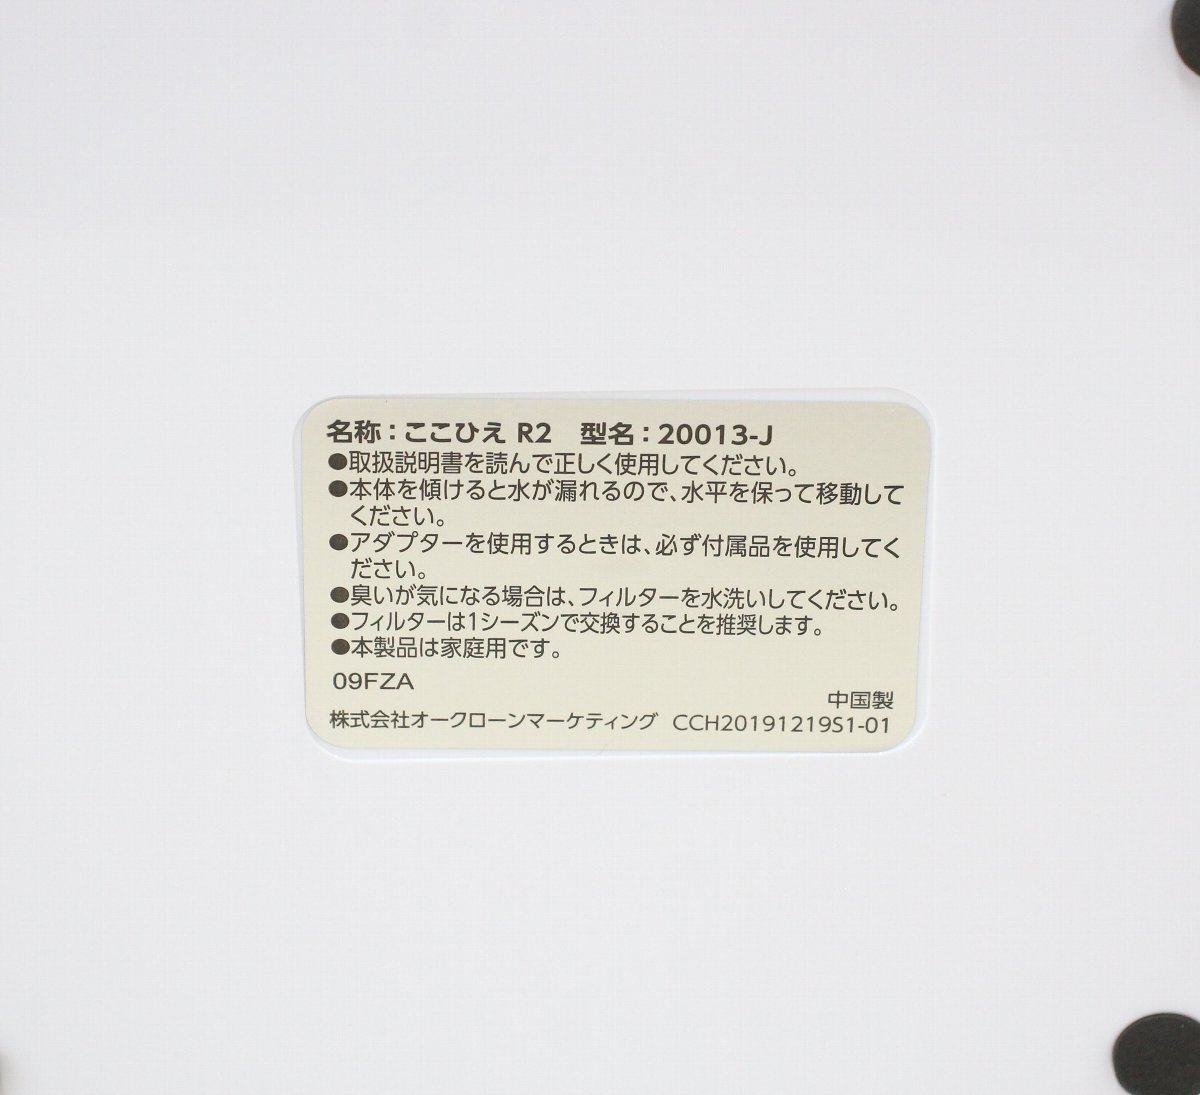 名称：ここひえ R2　型名：20013-J
●取扱説明書を読んで正しく使用してください。
●本体を傾けると水が漏れるので、水平を保って移動して
ください。
●アダプターを使用するときは、必ず付属品を使用してく
ださい。
●臭いが気になる場合は、フィルターを水洗いしてください。
●フィルターは1シーズンで交換することを推奨します。
●本製品は家庭用です。
09FZA
中国製
株式会社オークローンマーケティング CCH20191219S1-01